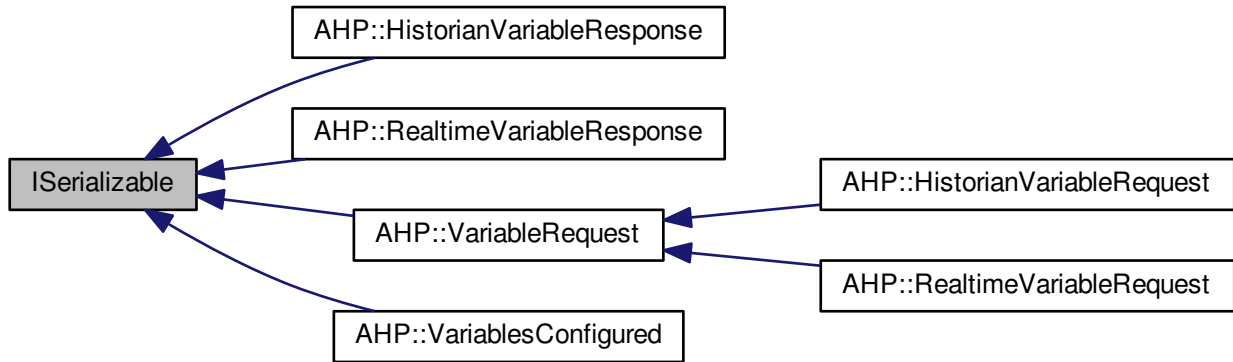 AHP::HistorianVariableResponse
AHP::RealtimeVariableResponse
ISerializable
AHP::HistorianVariableRequest
AHP::VariableRequest
AHP::RealtimeVariableRequest
AHP::VariablesConfigured